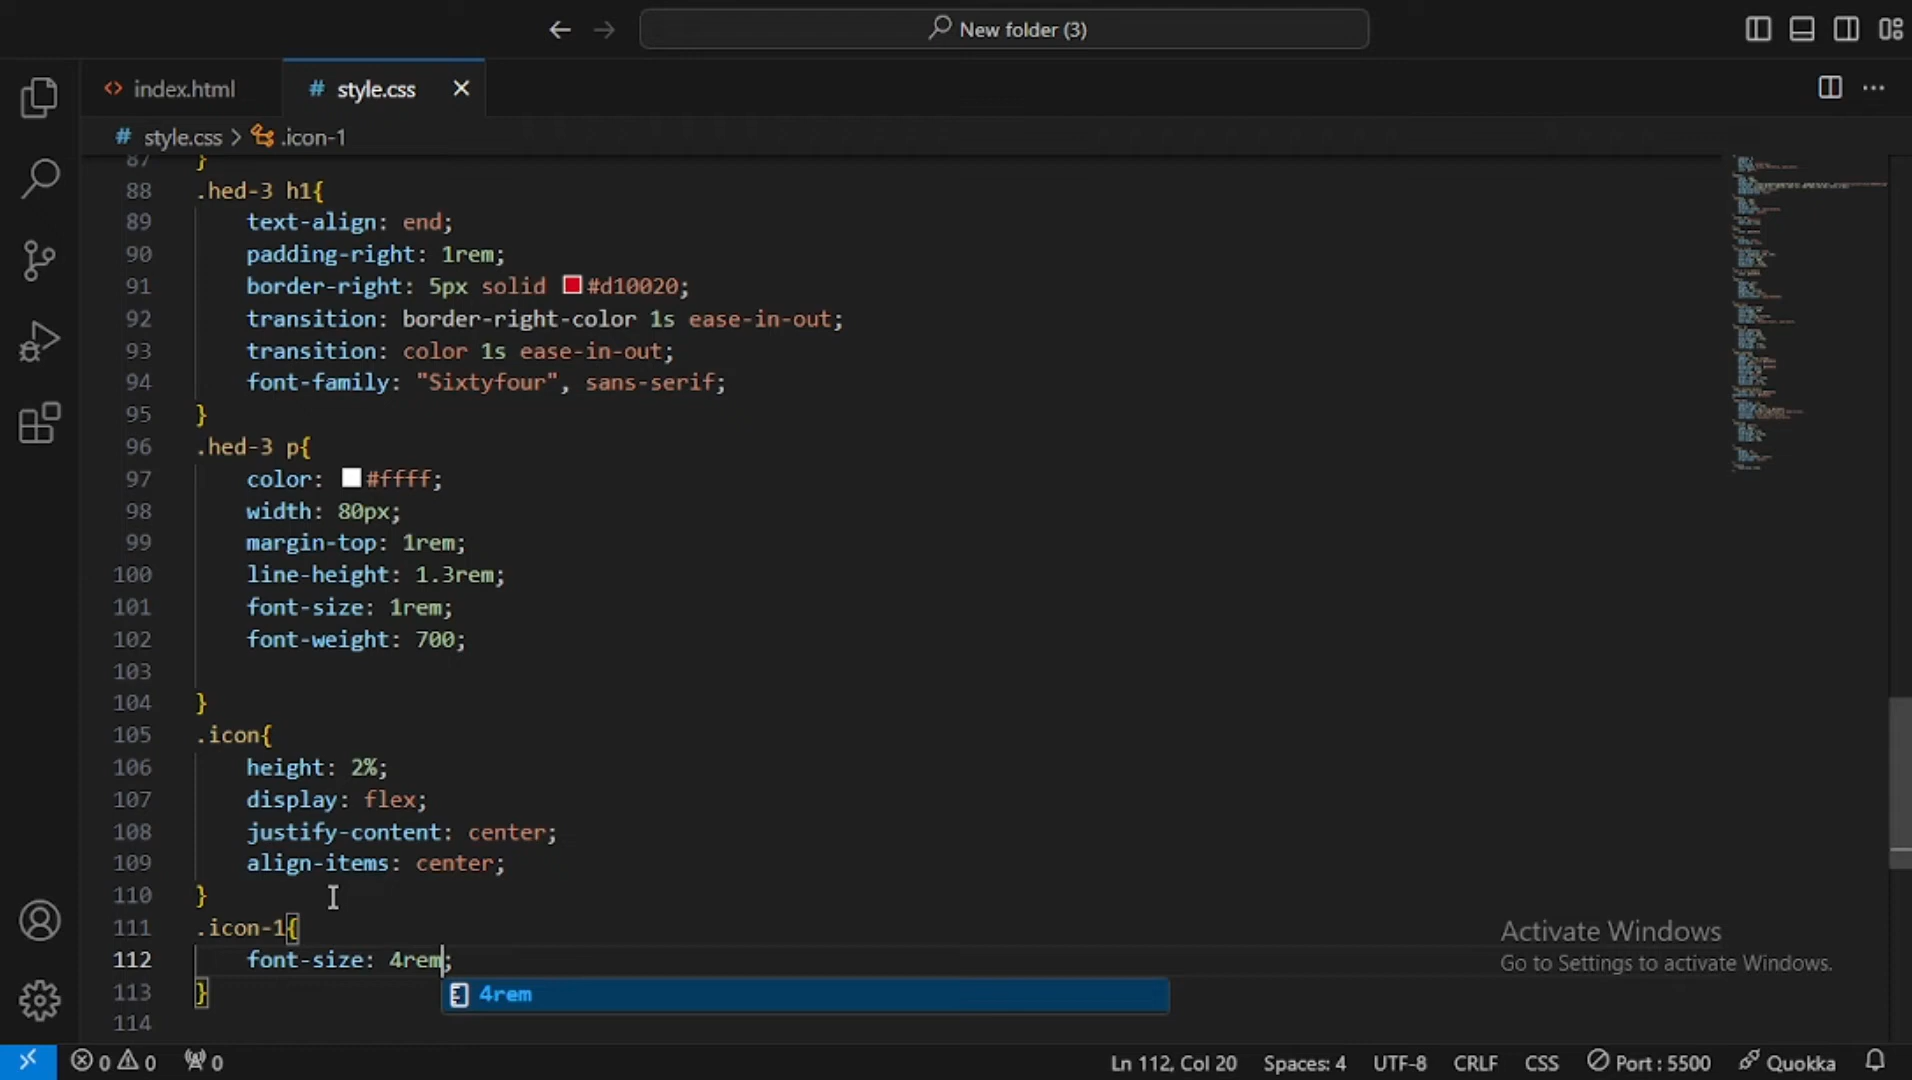 New folder (3)
index.html
style.css
style.css > .icon-1
87 }
88 .hed-3 h1{
89 text-align: end;
90 padding-right: 1rem;
91 border-right: 5px solid #d10020;
92 transition: border-right-color 1s ease-in-out;
93 transition: color 1s ease-in-out;
94 font-family: "Sixtyfour", sans-serif;
95 }
96 .hed-3 p{
97 color: #ffff;
98 width: 80px;
99 margin-top: 1rem;
100 line-height: 1.3rem;
101 font-size: 1rem;
102 font-weight: 700;
103
104 }
105 .icon{
106 height: 2%;
107 display: flex;
108 justify-content: center;
109 align-items: center;
110 }
111 .icon-1{
112 font-size: 4rem;
113 }
4rem
114
Activate Windows
Go to Settings to activate Windows.
0 0 0 Ln 112, Col 20 Spaces: 4 UTF-8 CRLF CSS Port : 5500 Quokka